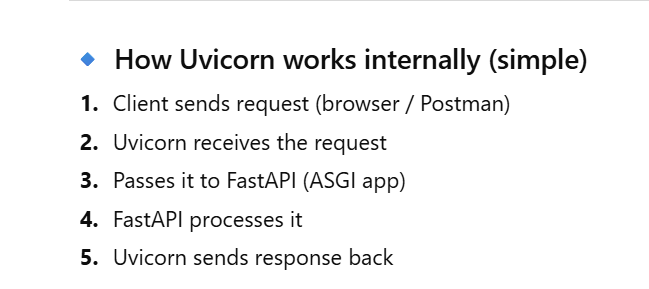 How Uvicorn works internally (simple)
1. Client sends request (browser / Postman)
2. Uvicorn receives the request
3. Passes it to FastAPI (ASGI app)
4. FastAPI processes it
5. Uvicorn sends response back